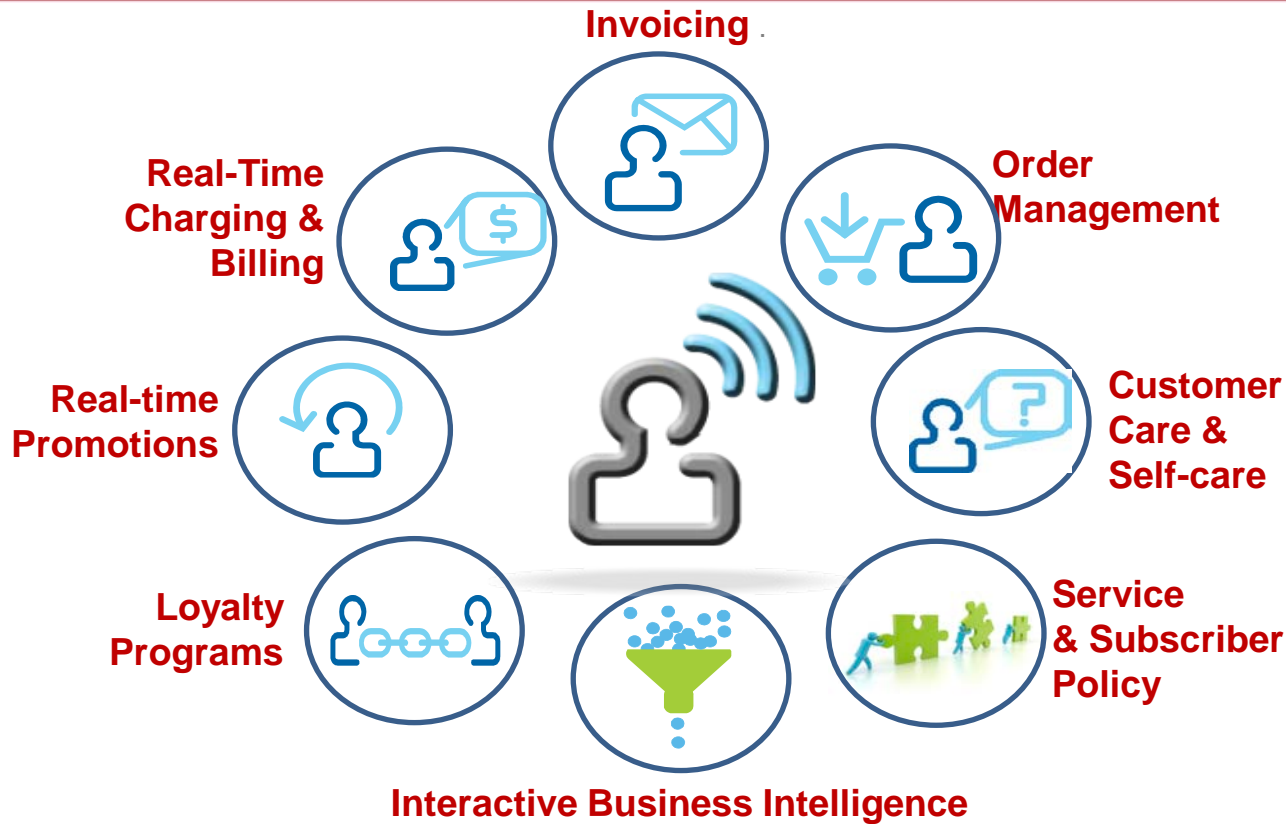 Invoicing .
Real-Time
Charging &
Billing
$
Order
Management
Real-time
Promotions
?
Customer
Care &
Self-care
Loyalty
Programs
Service
& Subscriber
Policy
Interactive Business Intelligence